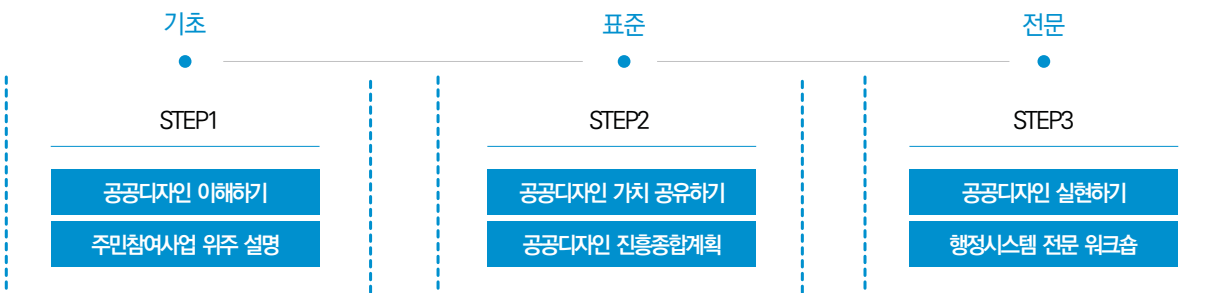 기초
표준
전문
STEP1
STEP2
STEP3
공공디자인 이해하기
공공디자인 가치 공유하기
공공디자인 실현하기
주민참여사업 위주 설명
공공디자인 진흥종합계획
행정시스템 전문 워크숍